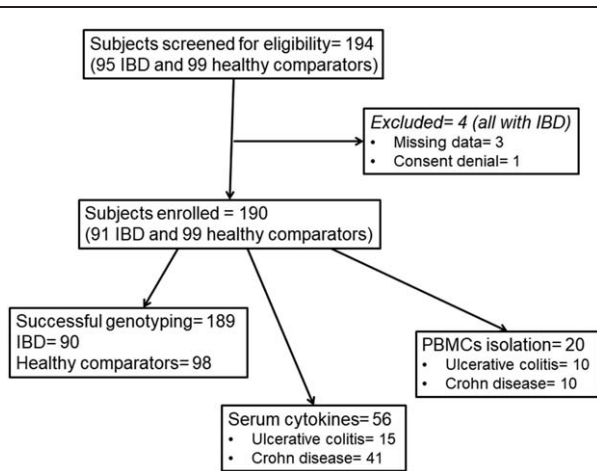 Subjects screened for eligibility= 194
(95 IBD and 99 healthy comparators)
Excluded= 4 (all with IBD)
• Missing data= 3
• Consent denial= 1
Subjects enrolled = 190
(91 IBD and 99 healthy comparators)
Successful genotyping= 189
IBD= 90
Healthy comparators= 98
PBMCs isolation= 20
• Ulcerative colitis= 10
• Crohn disease= 10
Serum cytokines= 56
• Ulcerative colitis= 15
• Crohn disease= 41